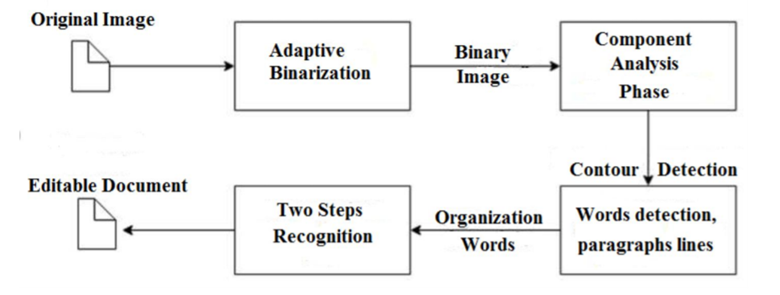 Original Image
Adaptive
Binarization
Binary
Image
Component
Analysis
Phase
Contour Detection
Words detection,
paragraphs lines
Organization
Words
Two Steps
Recognition
Editable Document